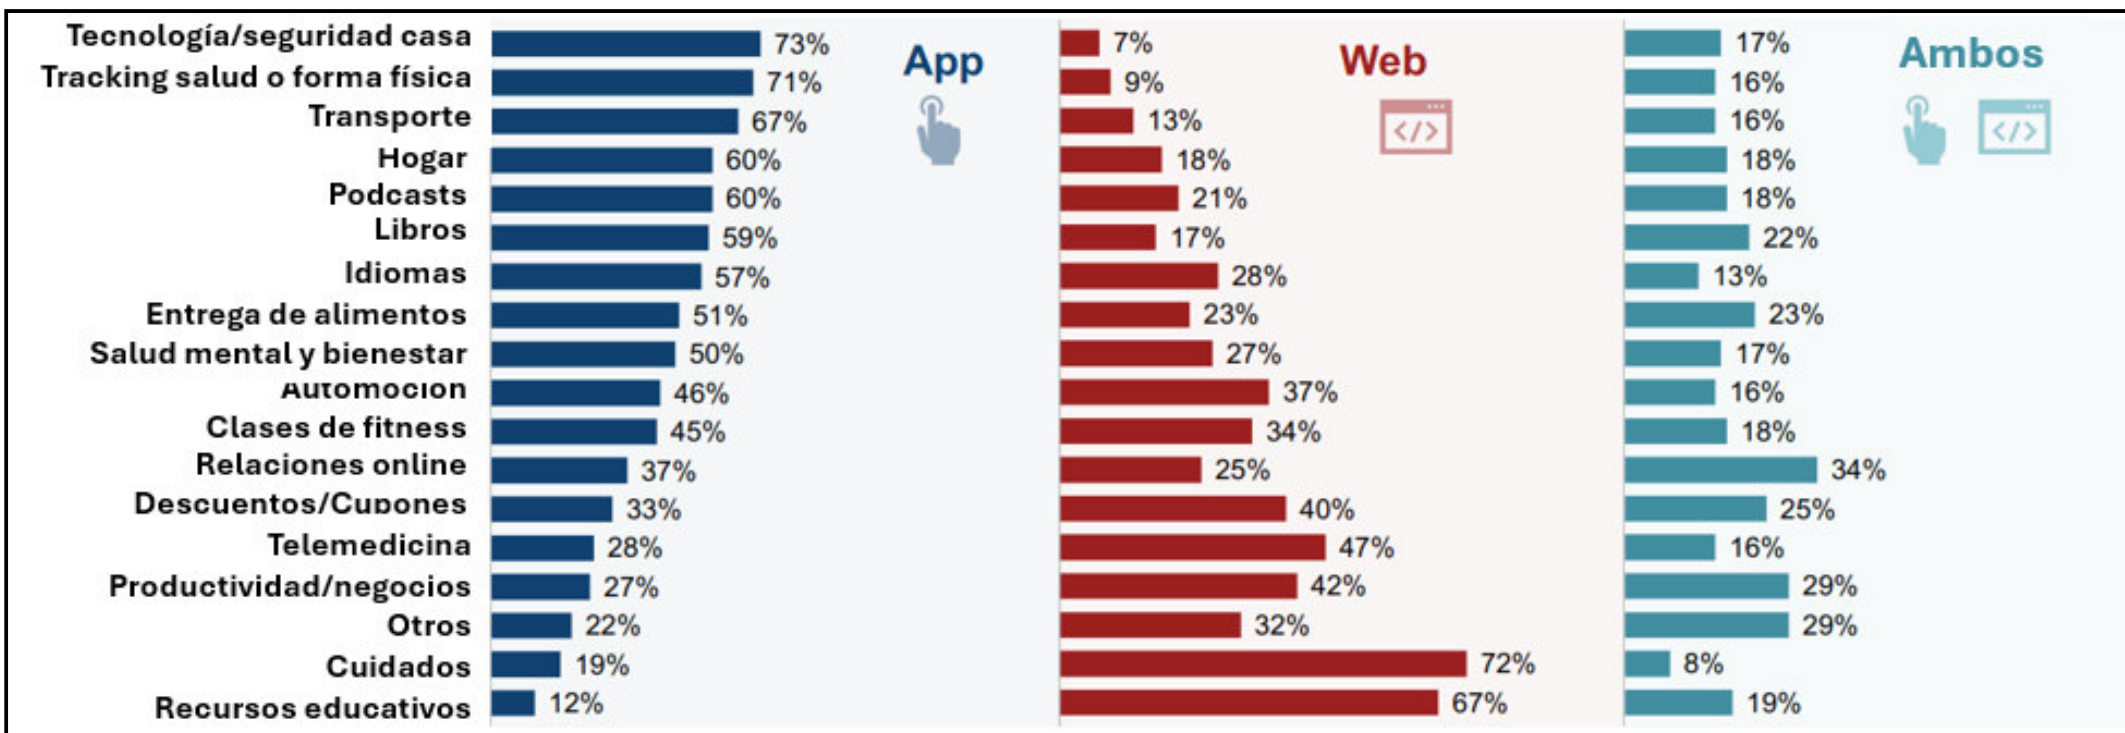 Tecnología/seguridad casa 73% 7% 17%
App Web Ambos
Tracking salud o forma física 71% 9% 16%
Transporte 67% 13% 16%
</> </>
Hogar 60% 18% 18%
Podcasts 60% 21% 18%
Libros 59% 17% 22%
Idiomas 57% 28% 13%
Entrega de alimentos 51% 23% 23%
Salud mental y bienestar 50% 27% 17%
Automoción 46% 37% 16%
Clases de fitness 45% 34% 18%
Relaciones online 37% 25% 34%
Descuentos/Cupones 33% 40% 25%
Telemedicina 28% 47% 16%
Productividad/negocios 27% 42% 29%
Otros 22% 32% 29%
Cuidados 19% 72% 8%
Recursos educativos 12% 67% 19%